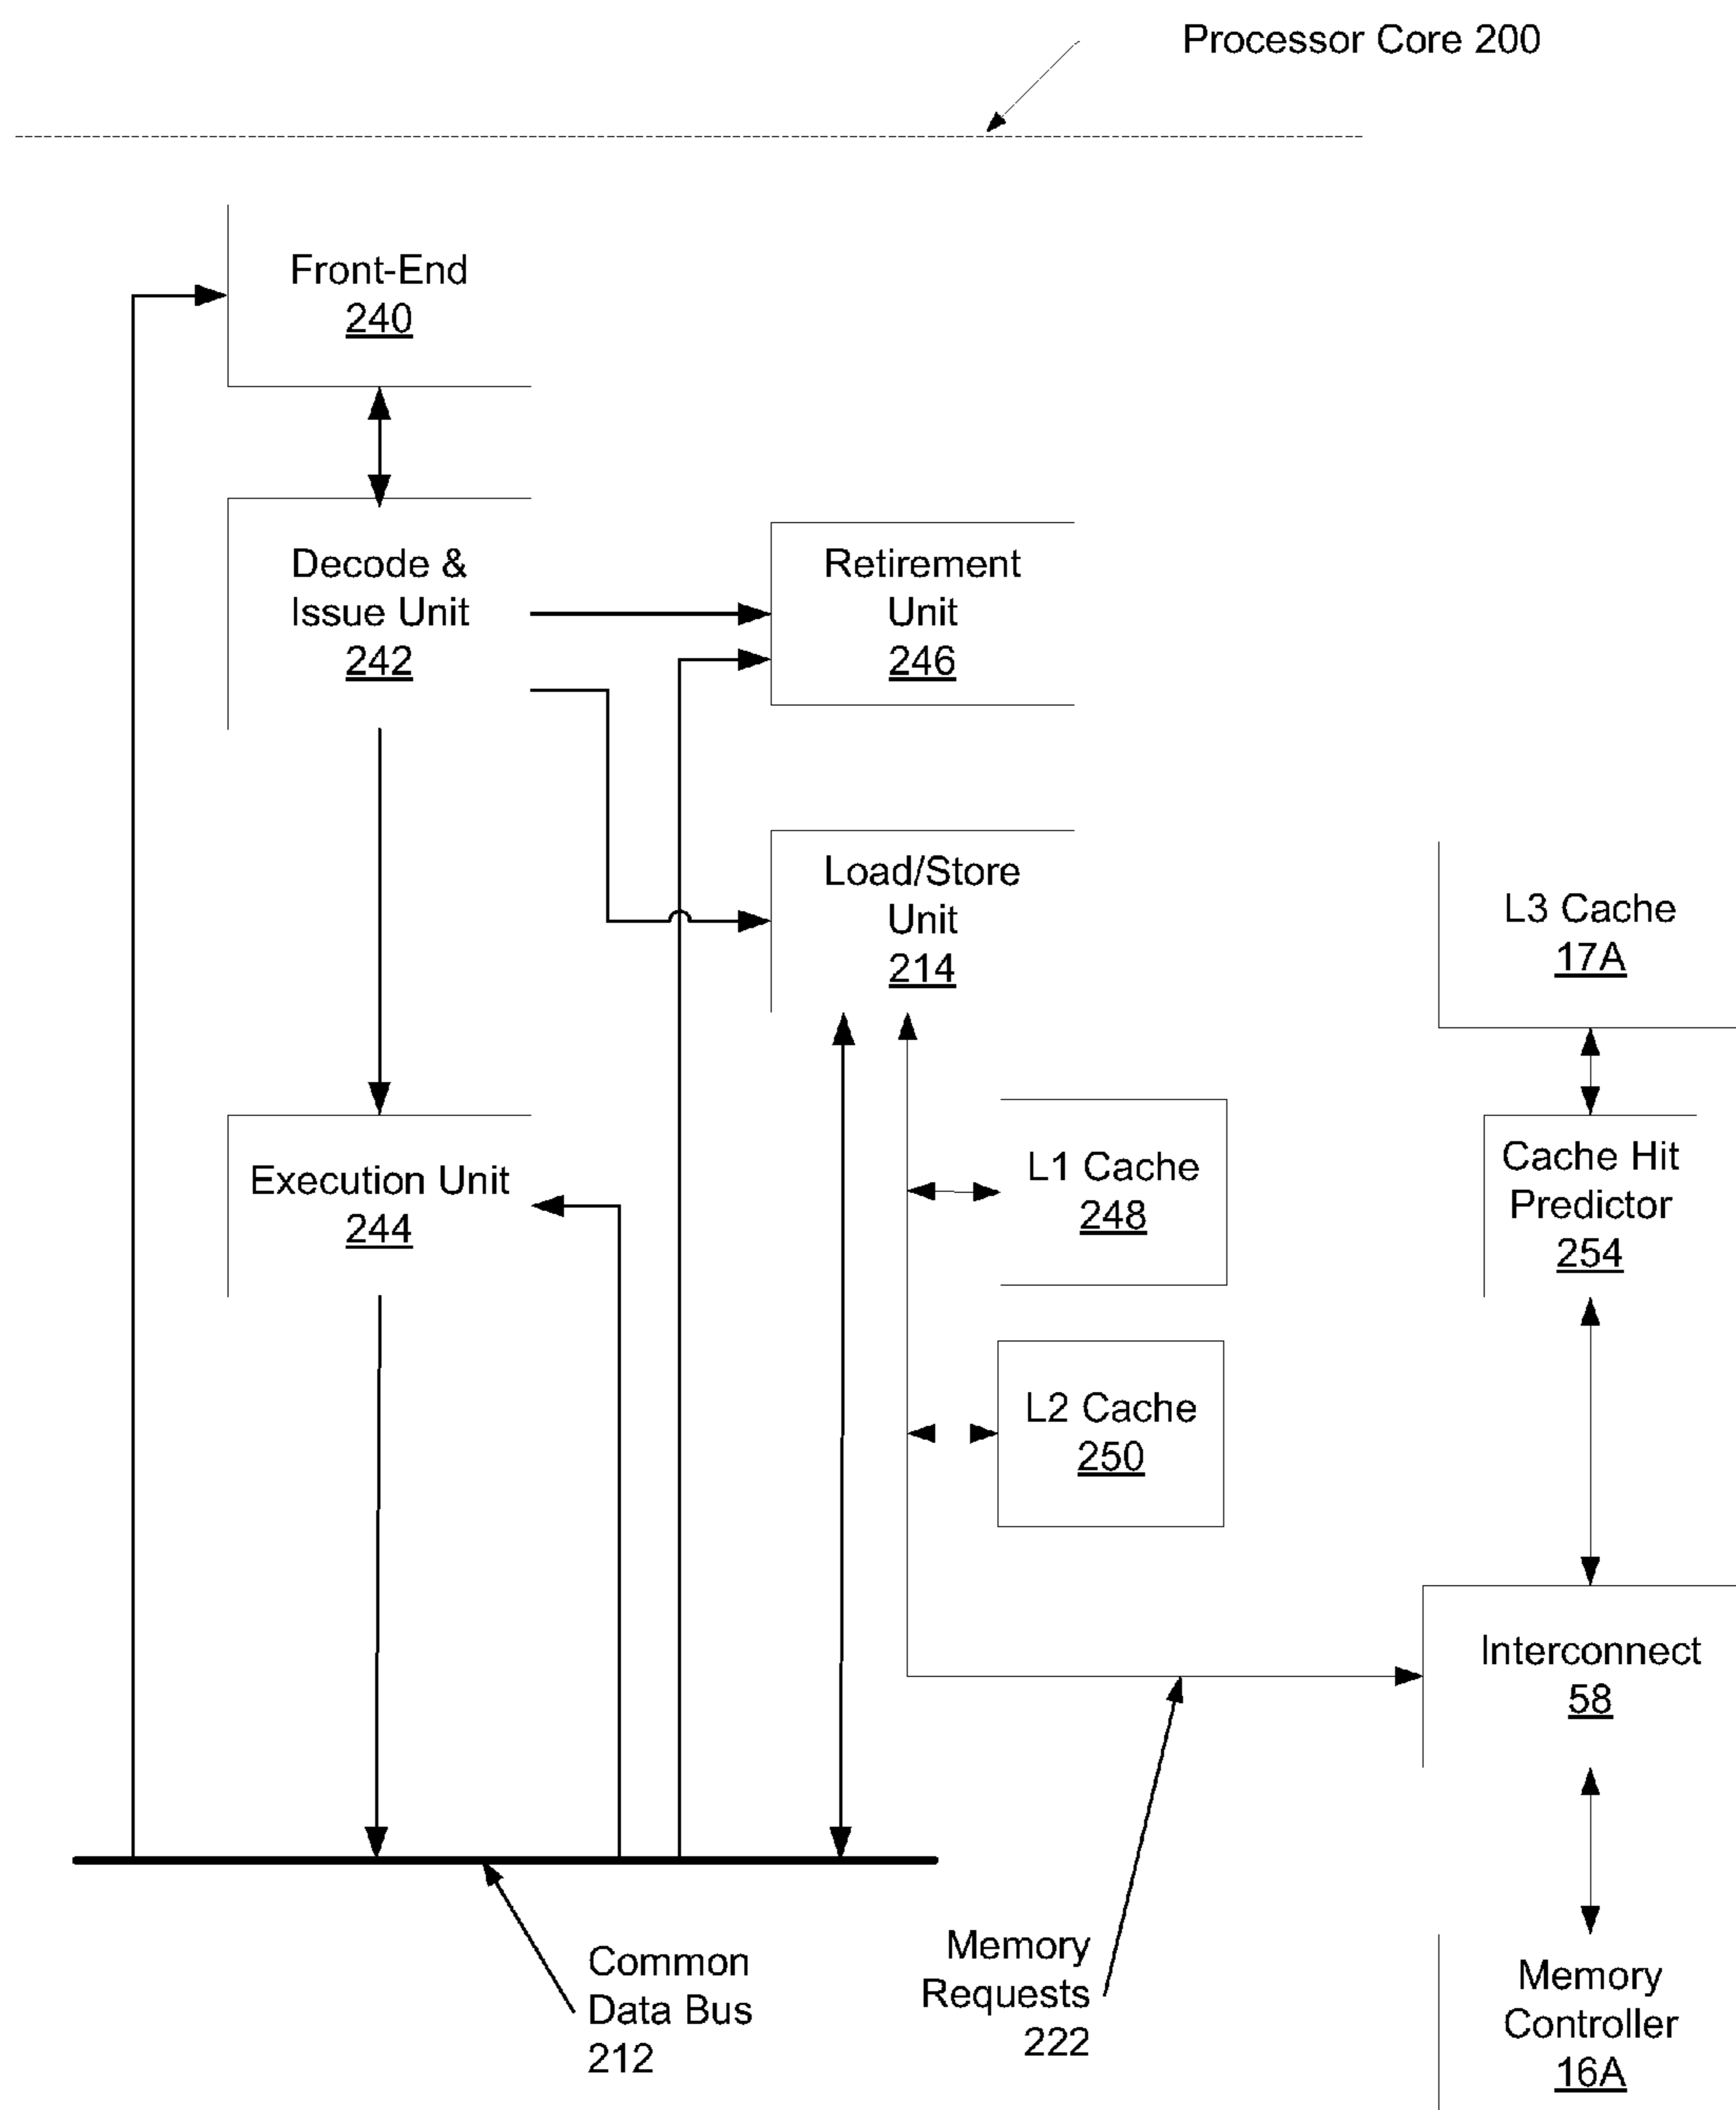 Processor Core 200
Front-End
240
Decode &
Issue Unit
242
Retirement
Unit
246
Load/Store
Unit
214
L3 Cache
17A
Execution Unit
244
L1 Cache
248
Cache Hit
Predictor
254
L2 Cache
250
Interconnect
58
Common
Data Bus
212
Memory
Requests
222
Memory
Controller
16A